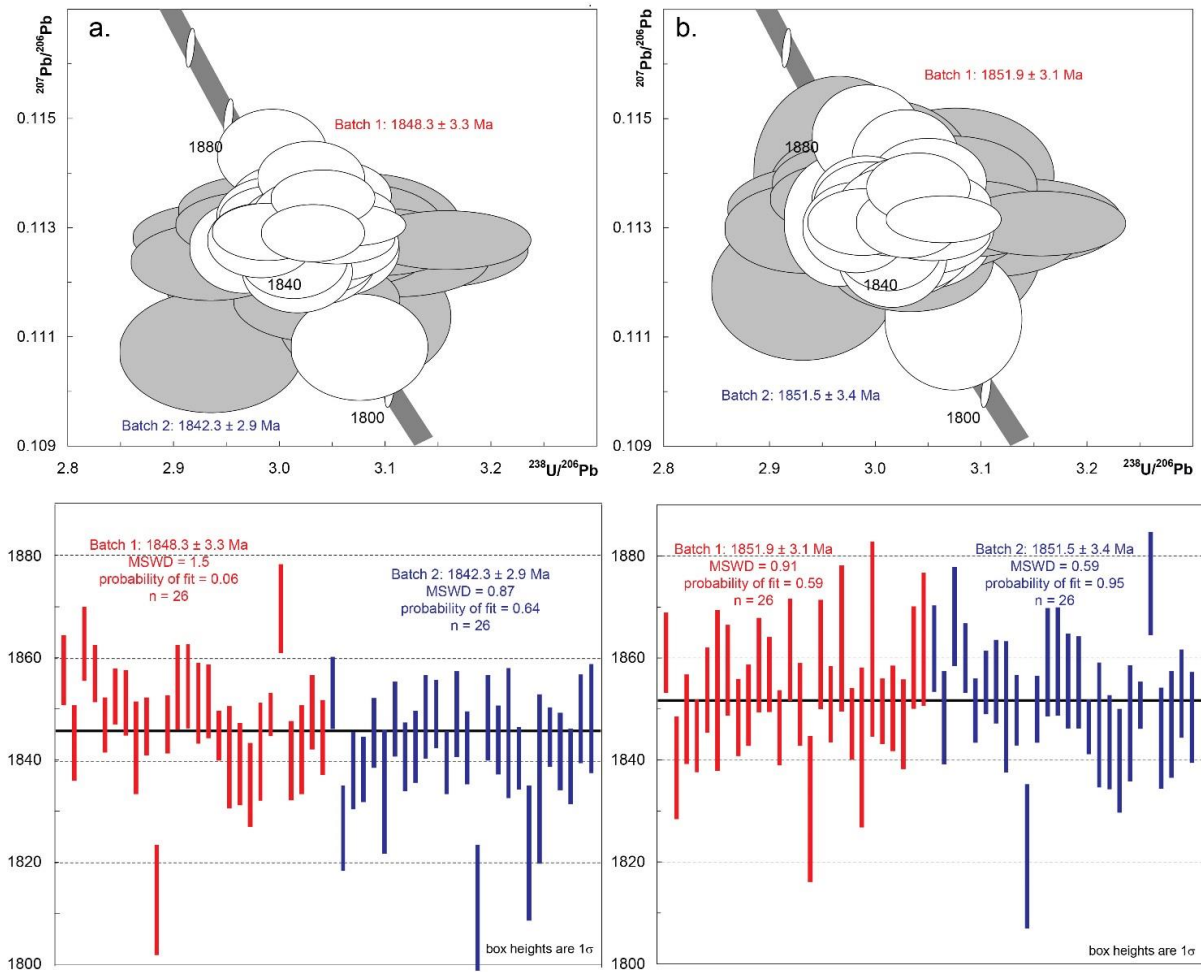 a.
²⁰⁷Pb/²⁰⁶Pb
0.115
0.113
0.111
0.109
1880
1840
1800
Batch 1: 1848.3 ± 3.3 Ma
Batch 2: 1842.3 ± 2.9 Ma
2.8 2.9 3.0 3.1 3.2 ²³⁸U/²⁰⁶Pb
b.
²⁰⁷Pb/²⁰⁶Pb
0.115
0.113
0.111
0.109
1880
1840
1800
Batch 1: 1851.9 ± 3.1 Ma
Batch 2: 1851.5 ± 3.4 Ma
2.8 2.9 3.0 3.1 3.2 ²³⁸U/²⁰⁶Pb
1880
1860
1840
1820
1800
Batch 1: 1848.3 ± 3.3 Ma
MSWD = 1.5
probability of fit = 0.06
n = 26
Batch 2: 1842.3 ± 2.9 Ma
MSWD = 0.87
probability of fit = 0.64
n = 26
box heights are 1σ
1880
1860
1840
1820
1800
Batch 1: 1851.9 ± 3.1 Ma
MSWD = 0.91
probability of fit = 0.59
n = 26
Batch 2: 1851.5 ± 3.4 Ma
MSWD = 0.59
probability of fit = 0.95
n = 26
box heights are 1σ